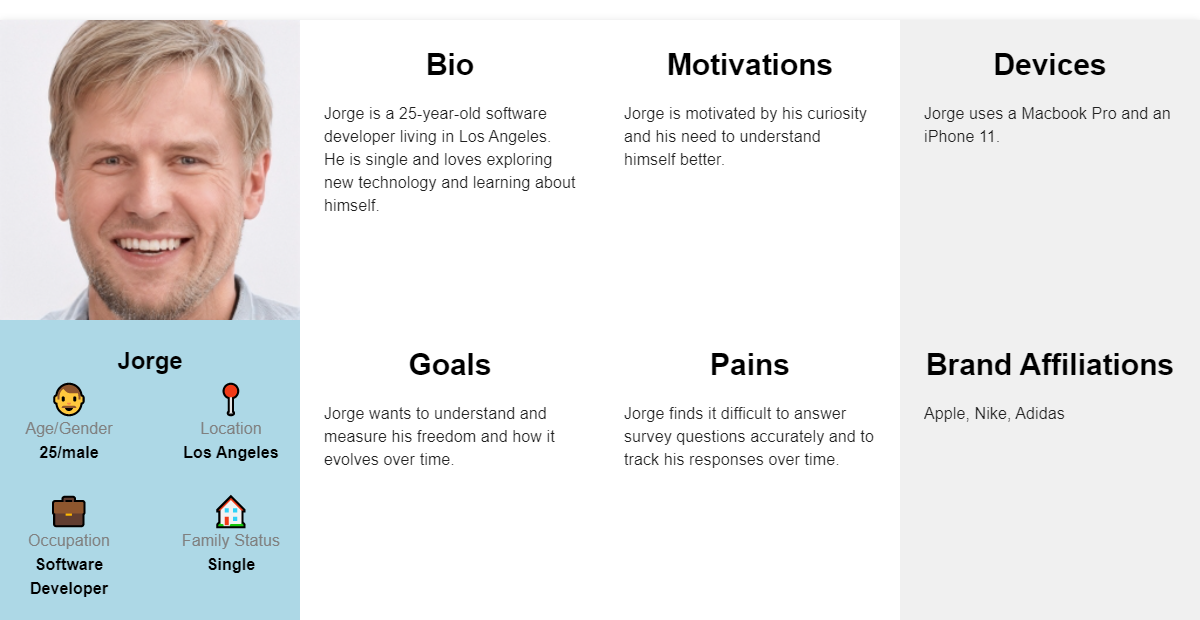 Bio
Jorge is a 25-year-old software
developer living in Los Angeles.
He is single and loves exploring
new technology and learning about
himself.
Motivations
Jorge is motivated by his curiosity
and his need to understand
himself better.
Devices
Jorge uses a Macbook Pro and an
iPhone 11.
Jorge
Age/Gender
25/male
Location
Los Angeles
Occupation
Software
Developer
Family Status
Single
Goals
Jorge wants to understand and
measure his freedom and how it
evolves over time.
Pains
Jorge finds it difficult to answer
survey questions accurately and to
track his responses over time.
Brand Affiliations
Apple, Nike, Adidas